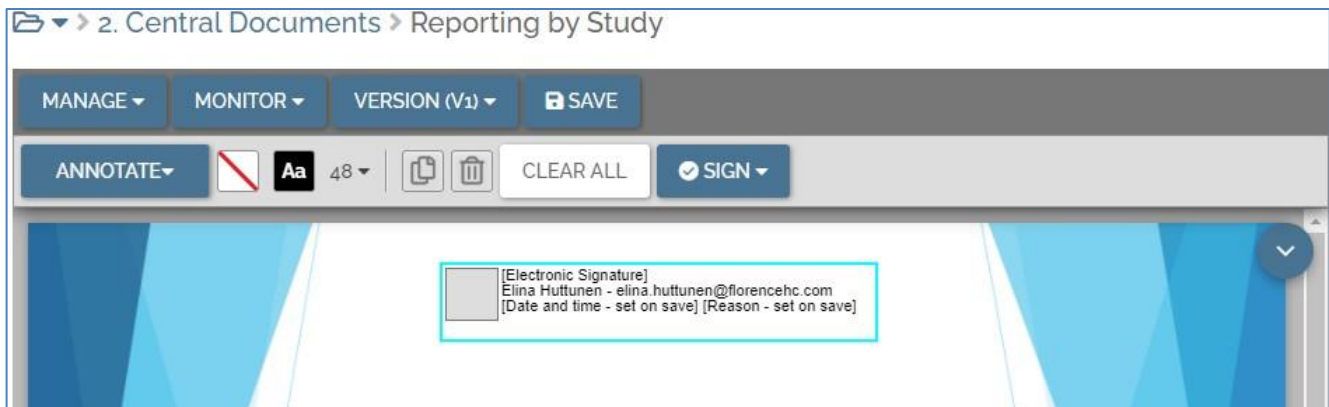 > 2. Central Documents > Reporting by Study
MANAGE MONITOR VERSION (V1) SAVE
ANNOTATE Aa 48 CLEAR ALL SIGN
[Electronic Signature]
Elina Huttunen - elina.huttunen@florencehc.com
[Date and time - set on save] [Reason - set on save]